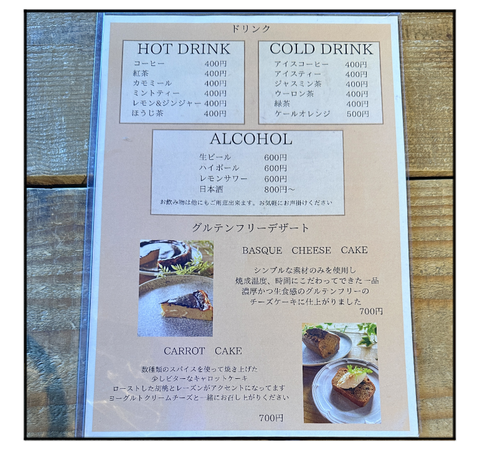 ドリンク
HOT DRINK
コーヒー 400円
紅茶 400円
カモミール 400円
ミントティー 400円
レモン&ジンジャー 400円
ほうじ茶 400円
COLD DRINK
アイスコーヒー 400円
アイスティー 400円
ジャスミン茶 400円
ウーロン茶 400円
緑茶 400円
ケールオレンジ 500円
ALCOHOL
生ビール 600円
ハイボール 600円
レモンサワー 600円
日本酒 800円～
お飲み物は他にもご用意出来ます。お気軽にお声掛けください
グルテンフリーデザート
BASQUE CHEESE CAKE
シンプルな素材のみを使用し
焼成温度、時間にこだわってできた一品
濃厚かつ生食感のグルテンフリーの
チーズケーキに仕上がりました
700円
CARROT CAKE
数種類のスパイスを使って焼き上げた
少しビターなキャロットケーキ
ローストした胡桃とレーズンがアクセントになってます
ヨーグルトクリームチーズと一緒にお召し上がりください
700円